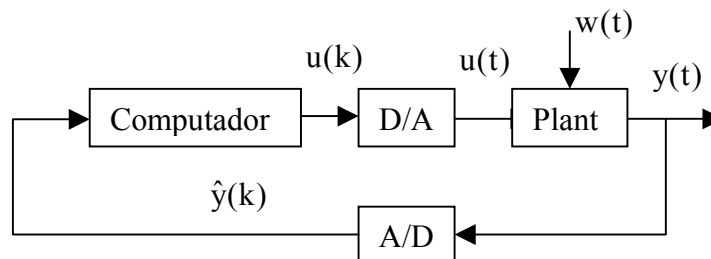 w(t)
u(k)
u(t)
y(t)
Computador
D/A
Plant
ŷ(k)
A/D